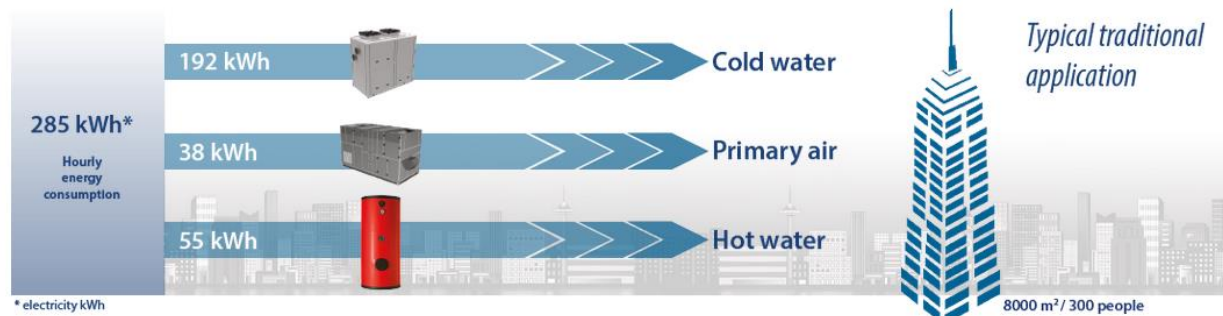 Typical traditional
application
192 kWh
Cold water
285 kWh*
Hourly
energy
consumption
38 kWh
Primary air
55 kWh
Hot water
* electricity kWh
8000 m² / 300 people